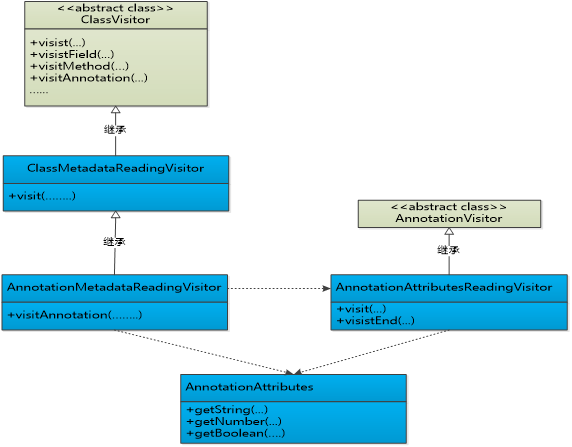 <<abstract class>>
ClassVisitor
+visist(...)
+visistField(...)
+visitMethod(...)
+visitAnnotation(...)
......
继承
ClassMetadataReadingVisitor
+visit(........)
<<abstract class>>
AnnotationVisitor
继承
继承
AnnotationMetadataReadingVisitor
+visitAnnotation(........)
AnnotationAttributesReadingVisitor
+visit(...)
+visistEnd(...)
AnnotationAttributes
+getString(...)
+getNumber(...)
+getBoolean(....)